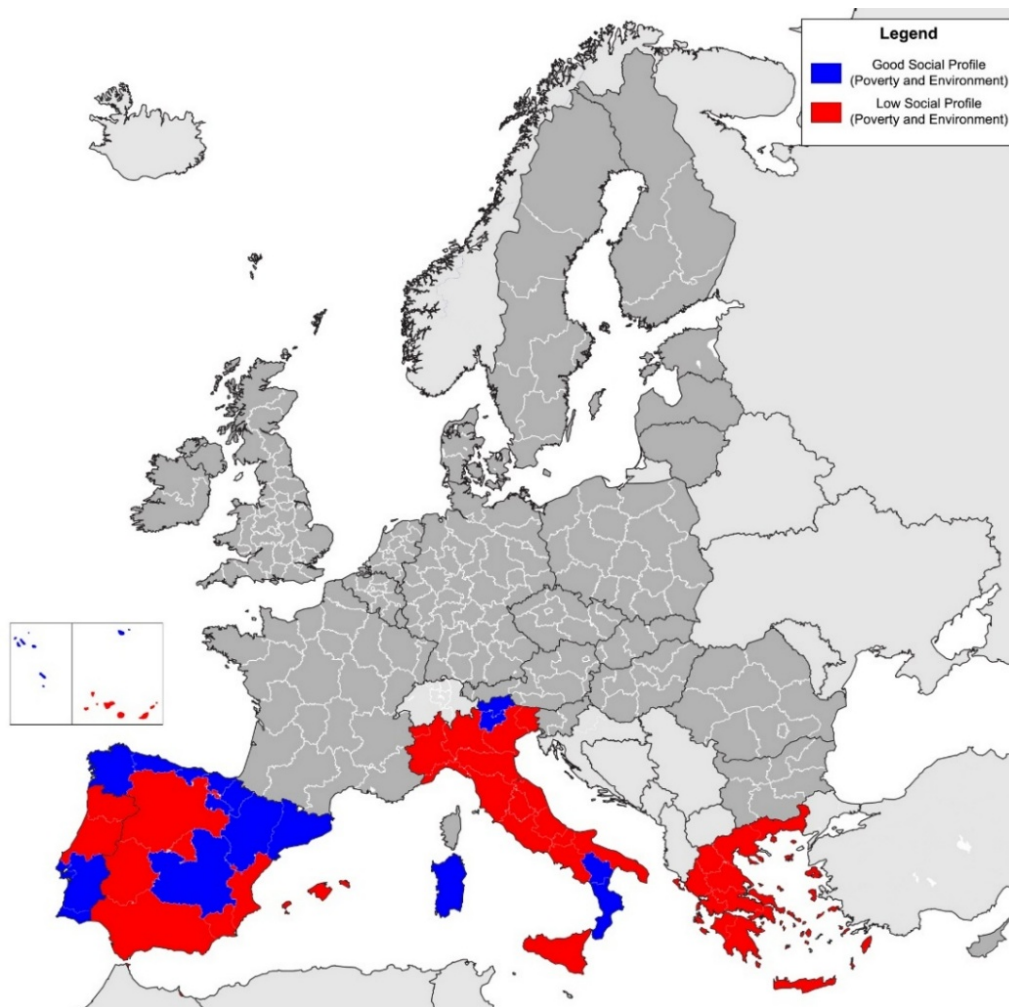 Legend
Good Social Profile
(Poverty and Environment)
Low Social Profile
(Poverty and Environment)